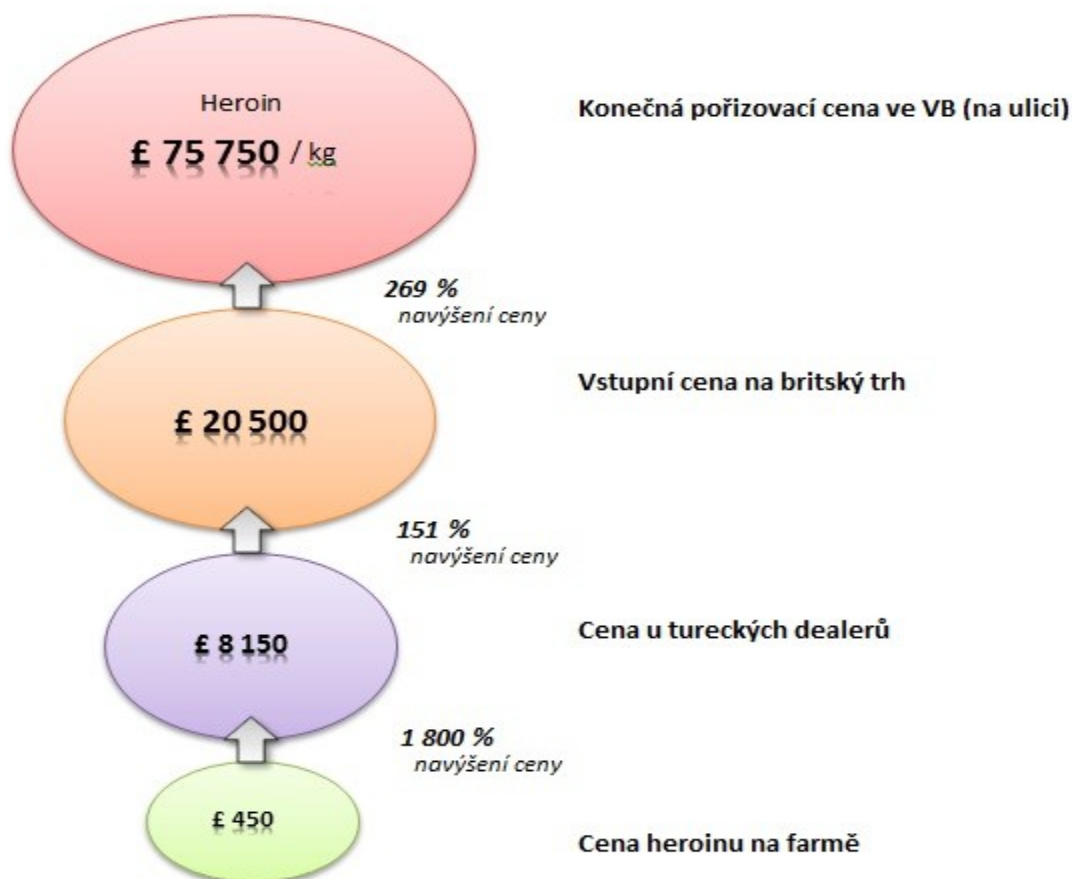 Heroin
£ 75 750 / kg
Konečná pořizovací cena ve VB (na ulici)
269 %
navýšení ceny
Vstupní cena na britský trh
£ 20 500
151 %
navýšení ceny
Cena u tureckých dealerů
£ 8 150
1 800 %
navýšení ceny
£ 450
Cena heroinu na farmě